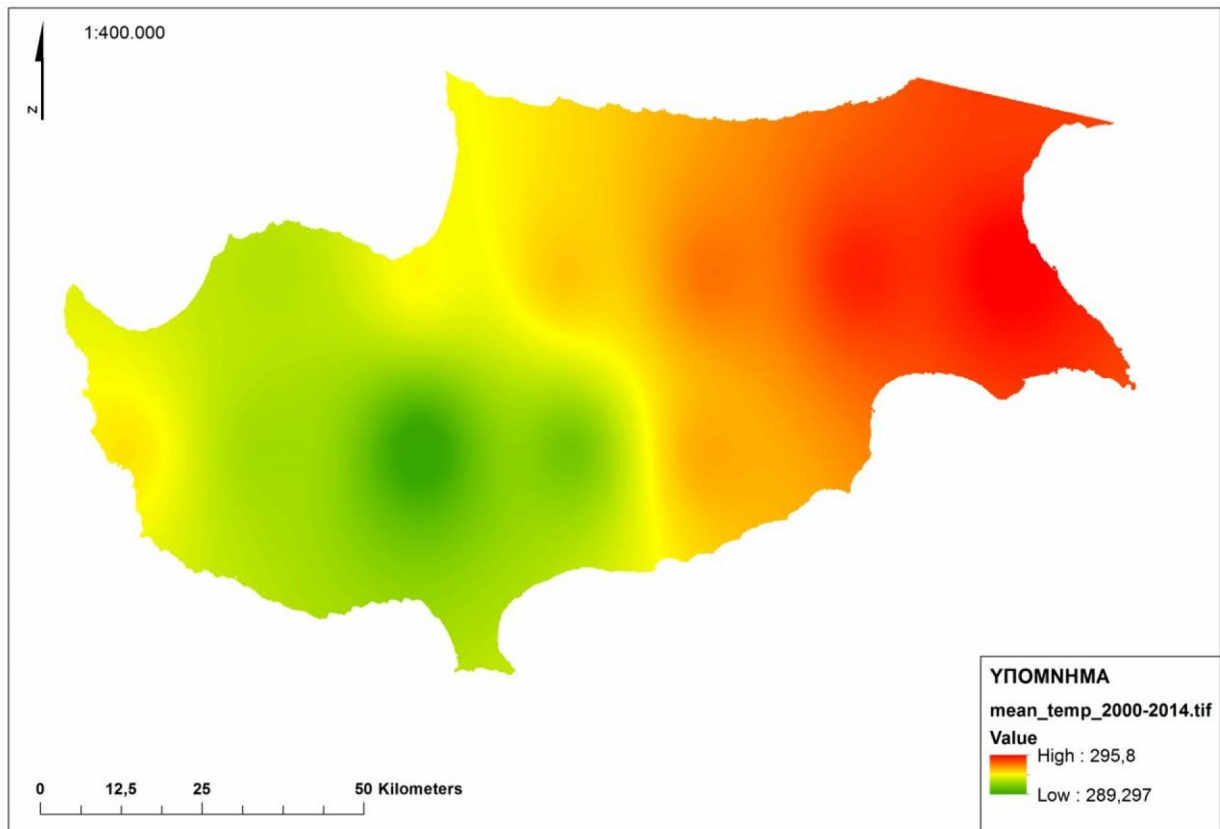 1:400.000
z
ΥΠΟΜΝΗΜΑ
mean_temp_2000-2014.tif
Value
High : 295,8
Low : 289,297
0 12,5 25 50 Kilometers